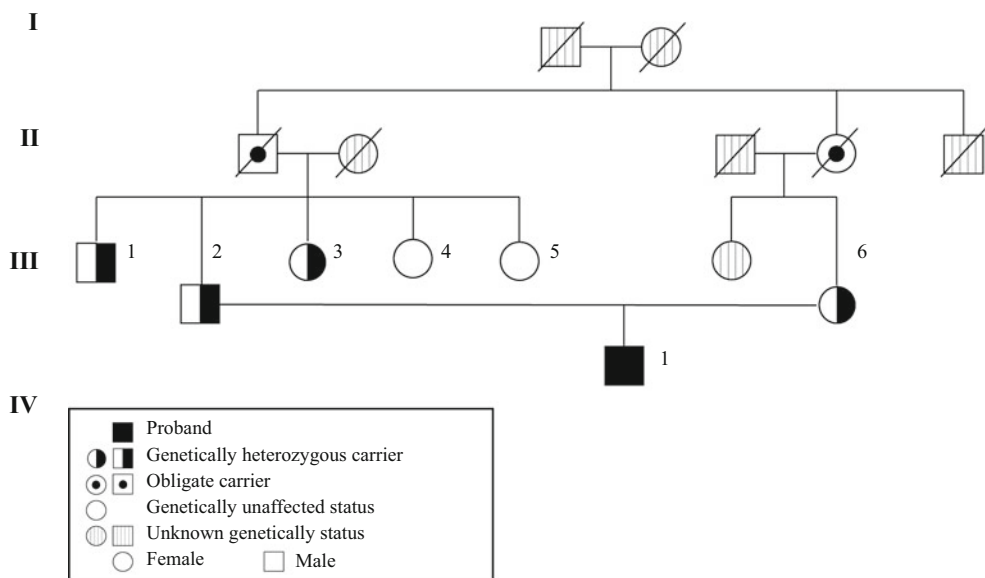 I
II
III
1
2
3
4
5
6
1
IV
Proband
Genetically heterozygous carrier
Obligate carrier
Genetically unaffected status
Unknown genetically status
Female Male